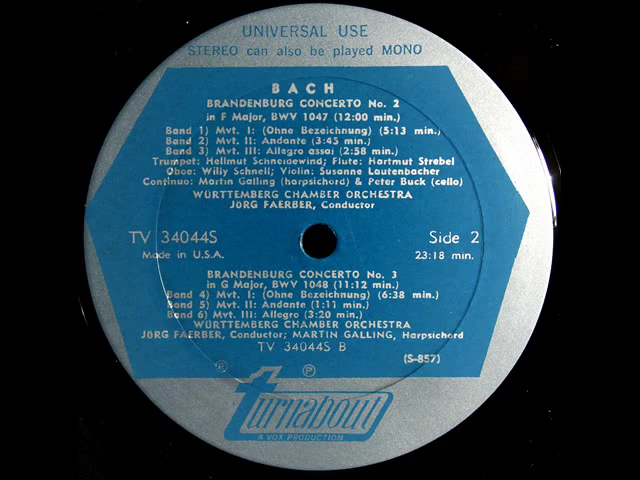 UNIVERSAL USE
STEREO can also be played MONO
BACH
BRANDENBURG CONCERTO No. 2
in F Major, BWV 1047 (12:00 min.)
Band 1) Mvt. I: (Ohne Bezeichnung) (5:13 min.)
Band 2) Mvt. II: Andante (3:45 min.)
Band 3) Mvt. III: Allegro assai (2:58 min.)
Trumpet: Helmut Schneidewind; Flute: Hartmut Strebel
Oboe: Willy Schnell; Violin: Susanne Lautenbacher
Continuo: Martin Galling (harpsichord) & Peter Buck (cello)
WÜRTTEMBERG CHAMBER ORCHESTRA
JÖRG FAERBER, Conductor
TV 34044S Side 2
Made in U.S.A. 23:18 min.
BRANDENBURG CONCERTO No. 3
in G Major, BWV 1048 (11:12 min.)
Band 4) Mvt. I: (Ohne Bezeichnung) (6:38 min.)
Band 5) Mvt. II: Andante (1:11 min.)
Band 6) Mvt. III: Allegro (3:20 min.)
WÜRTTEMBERG CHAMBER ORCHESTRA
JÖRG FAERBER, Conductor; MARTIN GALLING, Harpsichord
TV 34044S B
(S-857)
® ℗
turnabout
A VOX PRODUCTION